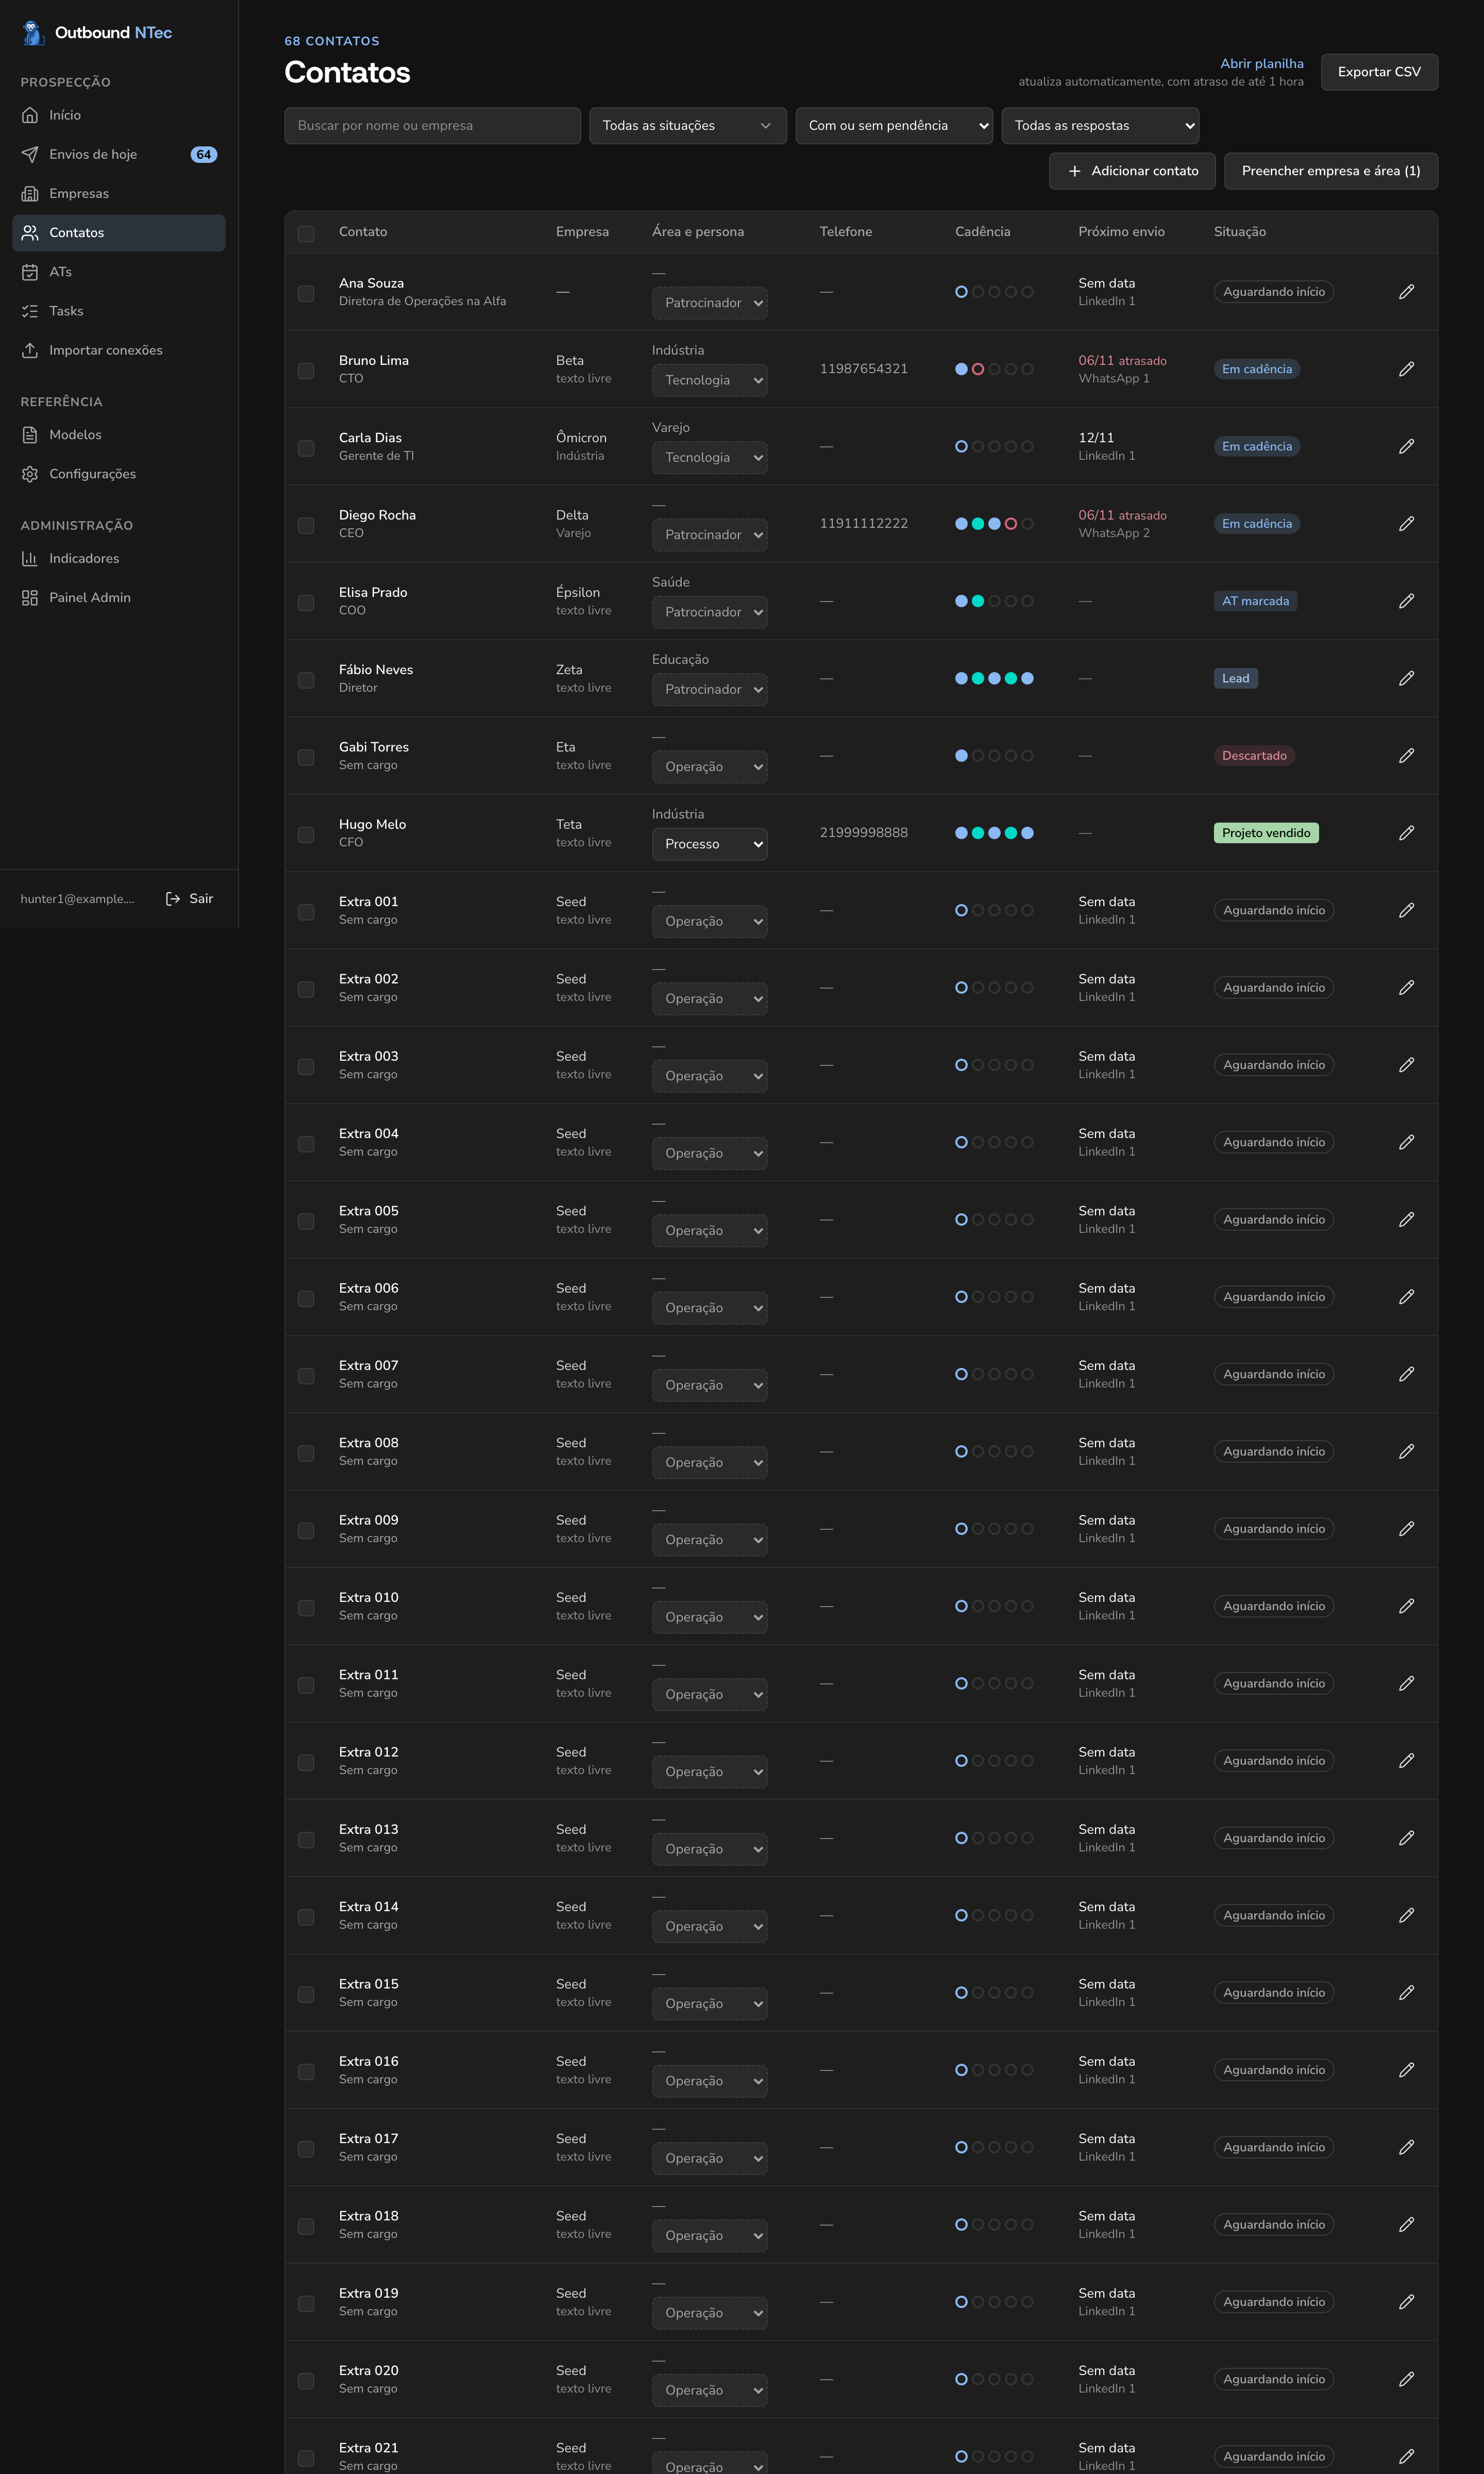 Outbound NTec
PROSPECÇÃO
Início
Envios de hoje 64
Empresas
Contatos
ATs
Tasks
Importar conexões
REFERÊNCIA
Modelos
Configurações
ADMINISTRAÇÃO
Indicadores
Painel Admin
hunter1@example.... Sair
68 CONTATOS
Contatos
Abrir planilha
atualiza automaticamente, com atraso de até 1 hora
Exportar CSV
Buscar por nome ou empresa Todas as situações Com ou sem pendência Todas as respostas
Adicionar contato Preencher empresa e área (1)
Contato Empresa Área e persona Telefone Cadência Próximo envio Situação
—
Ana Souza — Sem data
Diretora de Operações na Alfa Patrocinador — LinkedIn 1 Aguardando início
Indústria
Bruno Lima Beta 11987654321 06/11 atrasado
CTO texto livre Tecnologia WhatsApp 1 Em cadência
Varejo
Carla Dias Ômicron — 12/11
Gerente de TI Indústria Tecnologia LinkedIn 1 Em cadência
—
Diego Rocha Delta 11911112222 06/11 atrasado
CEO Varejo Patrocinador WhatsApp 2 Em cadência
Saúde
Elisa Prado Épsilon — —
COO texto livre Patrocinador AT marcada
Educação
Fábio Neves Zeta — —
Diretor texto livre Patrocinador Lead
—
Gabi Torres Eta — —
Sem cargo texto livre Operação Descartado
Indústria
Hugo Melo Teta 21999998888 —
CFO texto livre Processo Projeto vendido
—
Extra 001 Seed — Sem data
Sem cargo texto livre Operação LinkedIn 1 Aguardando início
—
Extra 002 Seed — Sem data
Sem cargo texto livre Operação LinkedIn 1 Aguardando início
—
Extra 003 Seed — Sem data
Sem cargo texto livre Operação LinkedIn 1 Aguardando início
—
Extra 004 Seed — Sem data
Sem cargo texto livre Operação LinkedIn 1 Aguardando início
—
Extra 005 Seed — Sem data
Sem cargo texto livre Operação LinkedIn 1 Aguardando início
—
Extra 006 Seed — Sem data
Sem cargo texto livre Operação LinkedIn 1 Aguardando início
—
Extra 007 Seed — Sem data
Sem cargo texto livre Operação LinkedIn 1 Aguardando início
—
Extra 008 Seed — Sem data
Sem cargo texto livre Operação LinkedIn 1 Aguardando início
—
Extra 009 Seed — Sem data
Sem cargo texto livre Operação LinkedIn 1 Aguardando início
—
Extra 010 Seed — Sem data
Sem cargo texto livre Operação LinkedIn 1 Aguardando início
—
Extra 011 Seed — Sem data
Sem cargo texto livre Operação LinkedIn 1 Aguardando início
—
Extra 012 Seed — Sem data
Sem cargo texto livre Operação LinkedIn 1 Aguardando início
—
Extra 013 Seed — Sem data
Sem cargo texto livre Operação LinkedIn 1 Aguardando início
—
Extra 014 Seed — Sem data
Sem cargo texto livre Operação LinkedIn 1 Aguardando início
—
Extra 015 Seed — Sem data
Sem cargo texto livre Operação LinkedIn 1 Aguardando início
—
Extra 016 Seed — Sem data
Sem cargo texto livre Operação LinkedIn 1 Aguardando início
—
Extra 017 Seed — Sem data
Sem cargo texto livre Operação LinkedIn 1 Aguardando início
—
Extra 018 Seed — Sem data
Sem cargo texto livre Operação LinkedIn 1 Aguardando início
—
Extra 019 Seed — Sem data
Sem cargo texto livre Operação LinkedIn 1 Aguardando início
—
Extra 020 Seed — Sem data
Sem cargo texto livre Operação LinkedIn 1 Aguardando início
—
Extra 021 Seed — Sem data
Sem cargo texto livre Operação LinkedIn 1 Aguardando início